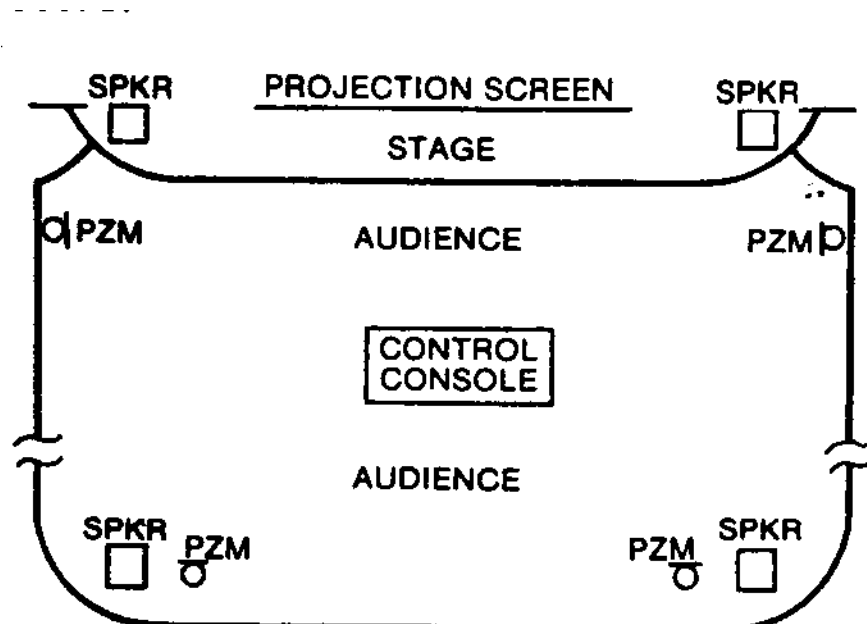 SPKR PROJECTION SCREEN SPKR
STAGE
PZM AUDIENCE PZM
CONTROL
CONSOLE
AUDIENCE
SPKR PZM PZM SPKR